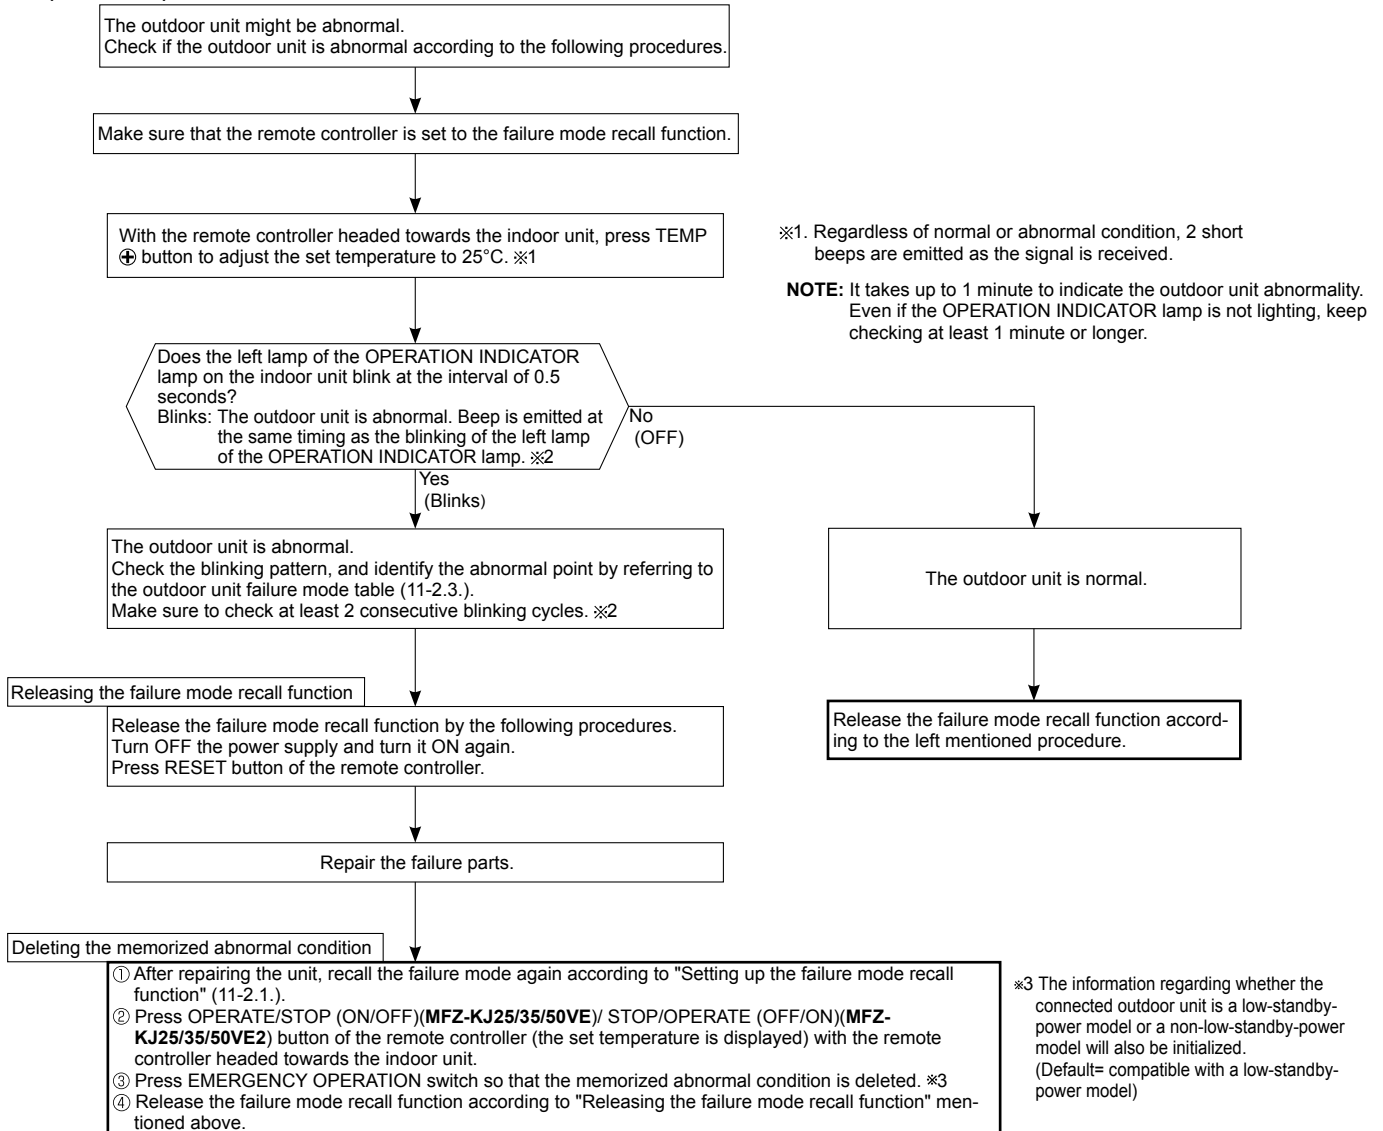 The outdoor unit might be abnormal.
Check if the outdoor unit is abnormal according to the following procedures.
Make sure that the remote controller is set to the failure mode recall function.
With the remote controller headed towards the indoor unit, press TEMP
⊕ button to adjust the set temperature to 25°C. ※1
※1. Regardless of normal or abnormal condition, 2 short
beeps are emitted as the signal is received.
NOTE: It takes up to 1 minute to indicate the outdoor unit abnormality.
Even if the OPERATION INDICATOR lamp is not lighting, keep
checking at least 1 minute or longer.
Does the left lamp of the OPERATION INDICATOR
lamp on the indoor unit blink at the interval of 0.5
seconds?
Blinks: The outdoor unit is abnormal. Beep is emitted at
the same timing as the blinking of the left lamp
of the OPERATION INDICATOR lamp. ※2
No
(OFF)
Yes
(Blinks)
The outdoor unit is abnormal.
Check the blinking pattern, and identify the abnormal point by referring to
the outdoor unit failure mode table (11-2.3.).
Make sure to check at least 2 consecutive blinking cycles. ※2
The outdoor unit is normal.
Releasing the failure mode recall function
Release the failure mode recall function by the following procedures.
Turn OFF the power supply and turn it ON again.
Press RESET button of the remote controller.
Release the failure mode recall function accord-
ing to the left mentioned procedure.
Repair the failure parts.
Deleting the memorized abnormal condition
① After repairing the unit, recall the failure mode again according to "Setting up the failure mode recall
function" (11-2.1.).
② Press OPERATE/STOP (ON/OFF)(MFZ-KJ25/35/50VE)/ STOP/OPERATE (OFF/ON)(MFZ-
KJ25/35/50VE2) button of the remote controller (the set temperature is displayed) with the remote
controller headed towards the indoor unit.
③ Press EMERGENCY OPERATION switch so that the memorized abnormal condition is deleted. ※3
④ Release the failure mode recall function according to "Releasing the failure mode recall function" men-
tioned above.
※3 The information regarding whether the
connected outdoor unit is a low-standby-
power model or a non-low-standby-power
model will also be initialized.
(Default= compatible with a low-standby-
power model)